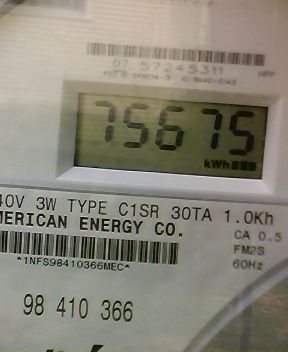 07 57245311
75675
kWh
40V 3W TYPE C1SR 30TA 1.0Kh
MERICAN ENERGY CO.
CA 0.5
FM2S
*1NFS98410366MEC*
60Hz
98 410 366